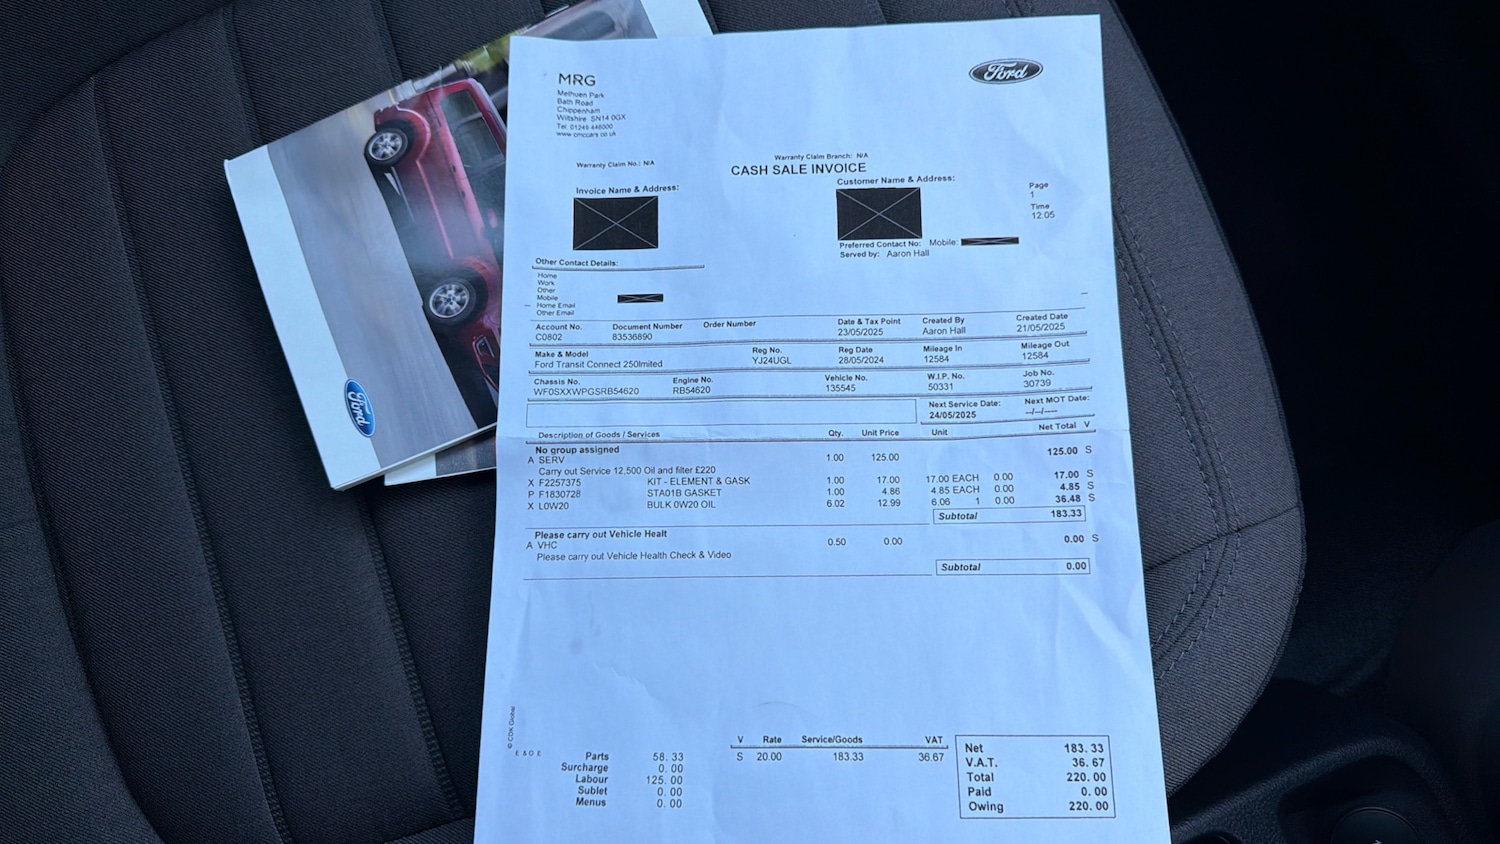 MRG
Methuen Park
Bath Road
Chippenham
Wiltshire SN14 0GX
Tel 01249 446000
www.cmccars.co.uk
Ford
Warranty Claim No.: N/A
Warranty Claim Branch: N/A
CASH SALE INVOICE
Invoice Name & Address:
Customer Name & Address:
Page
1
Time
12.05
Preferred Contact No: Mobile:
Served by: Aaron Hall
Other Contact Details:
Home
Work
Other
Mobile
Home Email
Other Email
Account No. Document Number Order Number Date & Tax Point Created By Created Date
C0802 83536890 23/05/2025 Aaron Hall 21/05/2025
Make & Model Reg No. Reg Date Mileage In Mileage Out
Ford Transit Connect 250lmited YJ24UGL 28/05/2024 12584 12584
Chassis No. Engine No. Vehicle No. W.I.P. No. Job No.
WF0SXXWPGSRB54620 RB54620 135545 50331 30739
Next Service Date: Next MOT Date:
24/05/2025 --/--/----
Description of Goods / Services Qty. Unit Price Unit Net Total V
No group assigned
A SERV 1.00 125.00 125.00 S
Carry out Service 12,500 Oil and filter £220
X F2257375 KIT - ELEMENT & GASK 1.00 17.00 17.00 EACH 0.00 17.00 S
P F1830728 STA01B GASKET 1.00 4.86 4.85 EACH 0.00 4.85 S
X L0W20 BULK 0W20 OIL 6.02 12.99 6.06 1 0.00 36.48 S
Subtotal 183.33
Please carry out Vehicle Healt
A VHC 0.50 0.00 0.00 S
Please carry out Vehicle Health Check & Video
Subtotal 0.00
© CDK Global
E & O E
Parts 58.33
Surcharge 0.00
Labour 125.00
Sublet 0.00
Menus 0.00
V Rate Service/Goods VAT
S 20.00 183.33 36.67
Net 183.33
V.A.T. 36.67
Total 220.00
Paid 0.00
Owing 220.00
Ford